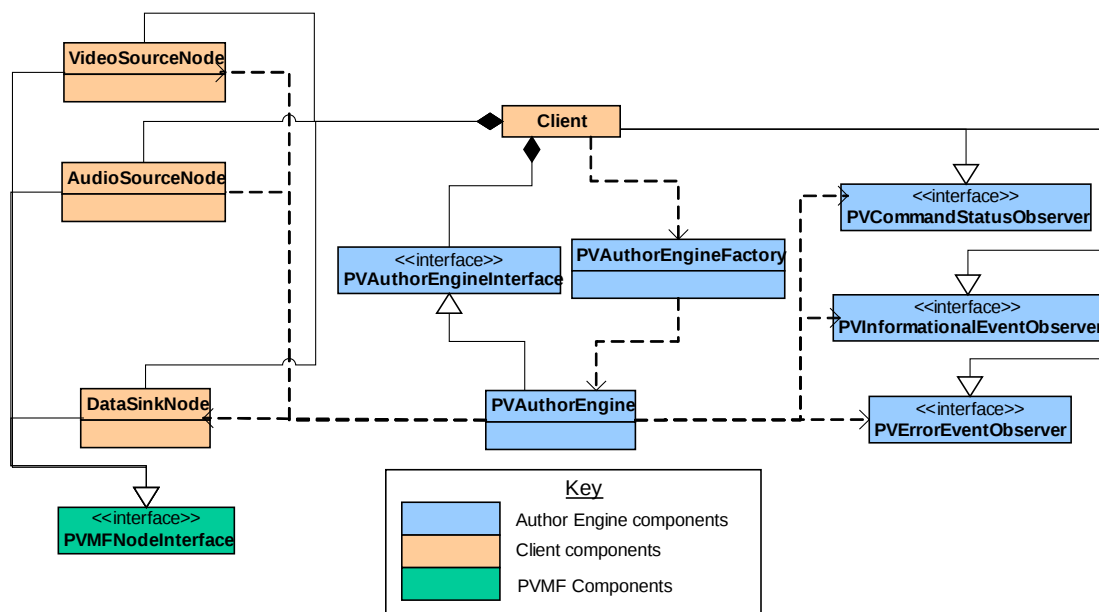 VideoSourceNode
Client
AudioSourceNode
<<interface>>
PVCommandStatusObserver
<<interface>>
PVAuthorEngineInterface
PVAuthorEngineFactory
<<interface>>
PVInformationalEventObserver
DataSinkNode
PVAuthorEngine
<<interface>>
PVErrorEventObserver
<<interface>>
PVMFNodeInterface
Key
Author Engine components
Client components
PVMF Components